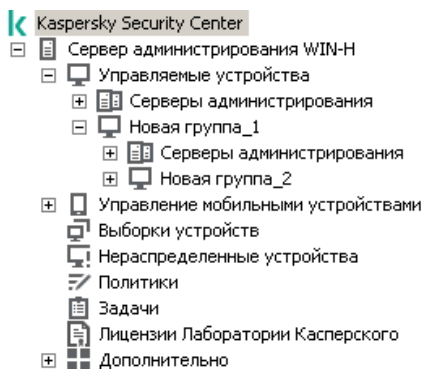 Kaspersky Security Center
Сервер администрирования WIN-H
Управляемые устройства
Серверы администрирования
Новая группа_1
Серверы администрирования
Новая группа_2
Управление мобильными устройствами
Выборки устройств
Нераспределенные устройства
Политики
Задачи
Лицензии Лаборатории Касперского
Дополнительно